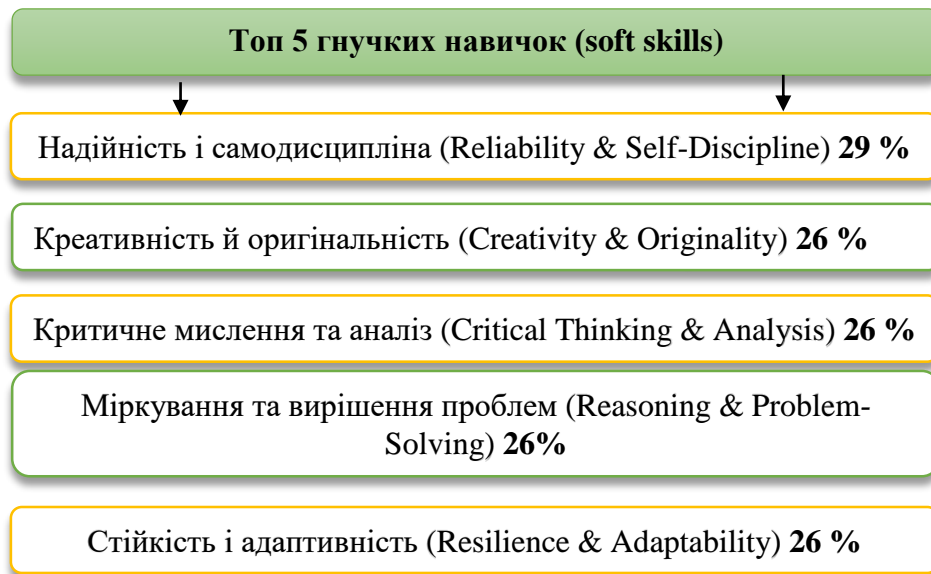 Топ 5 гнучких навичок (soft skills)
Надійність і самодисципліна (Reliability & Self-Discipline) 29 %
Креативність й оригінальність (Creativity & Originality) 26 %
Критичне мислення та аналіз (Critical Thinking & Analysis) 26 %
Міркування та вирішення проблем (Reasoning & Problem-
Solving) 26%
Стійкість і адаптивність (Resilience & Adaptability) 26 %